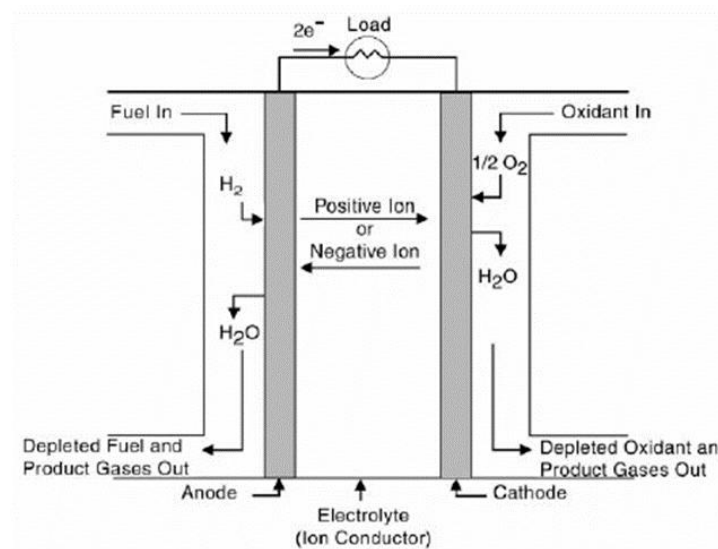 2e⁻
Load
Fuel In
Oxidant In
H₂
1/2 O₂
Positive Ion
or
Negative Ion
H₂O
H₂O
Depleted Fuel and
Product Gases Out
Depleted Oxidant an
Product Gases Out
Anode
Cathode
Electrolyte
(Ion Conductor)